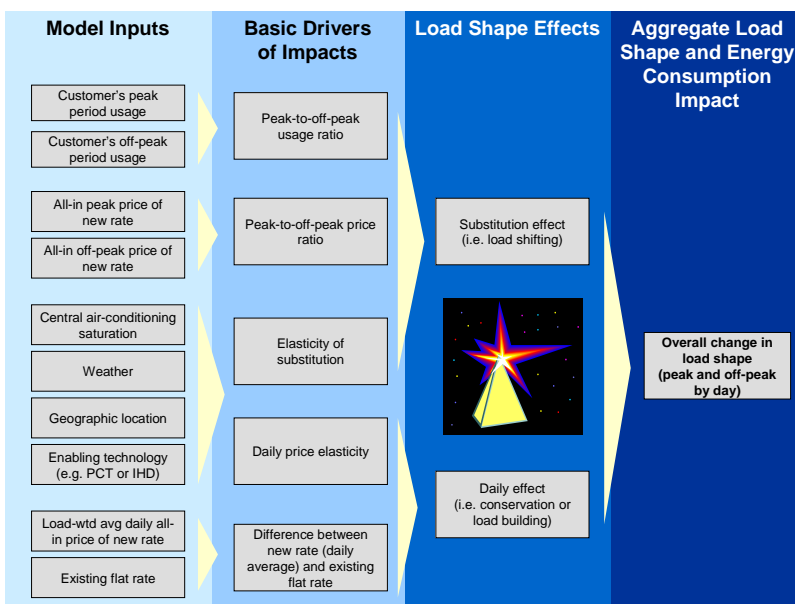 Model Inputs
Customer's peak
period usage
Customer's off-peak
period usage
All-in peak price of
new rate
All-in off-peak price of
new rate
Central air-conditioning
saturation
Weather
Geographic location
Enabling technology
(e.g. PCT or IHD)
Load-wtd avg daily all-
in price of new rate
Existing flat rate
Basic Drivers
of Impacts
Peak-to-off-peak
usage ratio
Peak-to-off-peak price
ratio
Elasticity of
substitution
Daily price elasticity
Difference between
new rate (daily
average) and existing
flat rate
Load Shape Effects
Substitution effect
(i.e. load shifting)
Daily effect
(i.e. conservation or
load building)
Aggregate Load
Shape and Energy
Consumption
Impact
Overall change in
load shape
(peak and off-peak
by day)